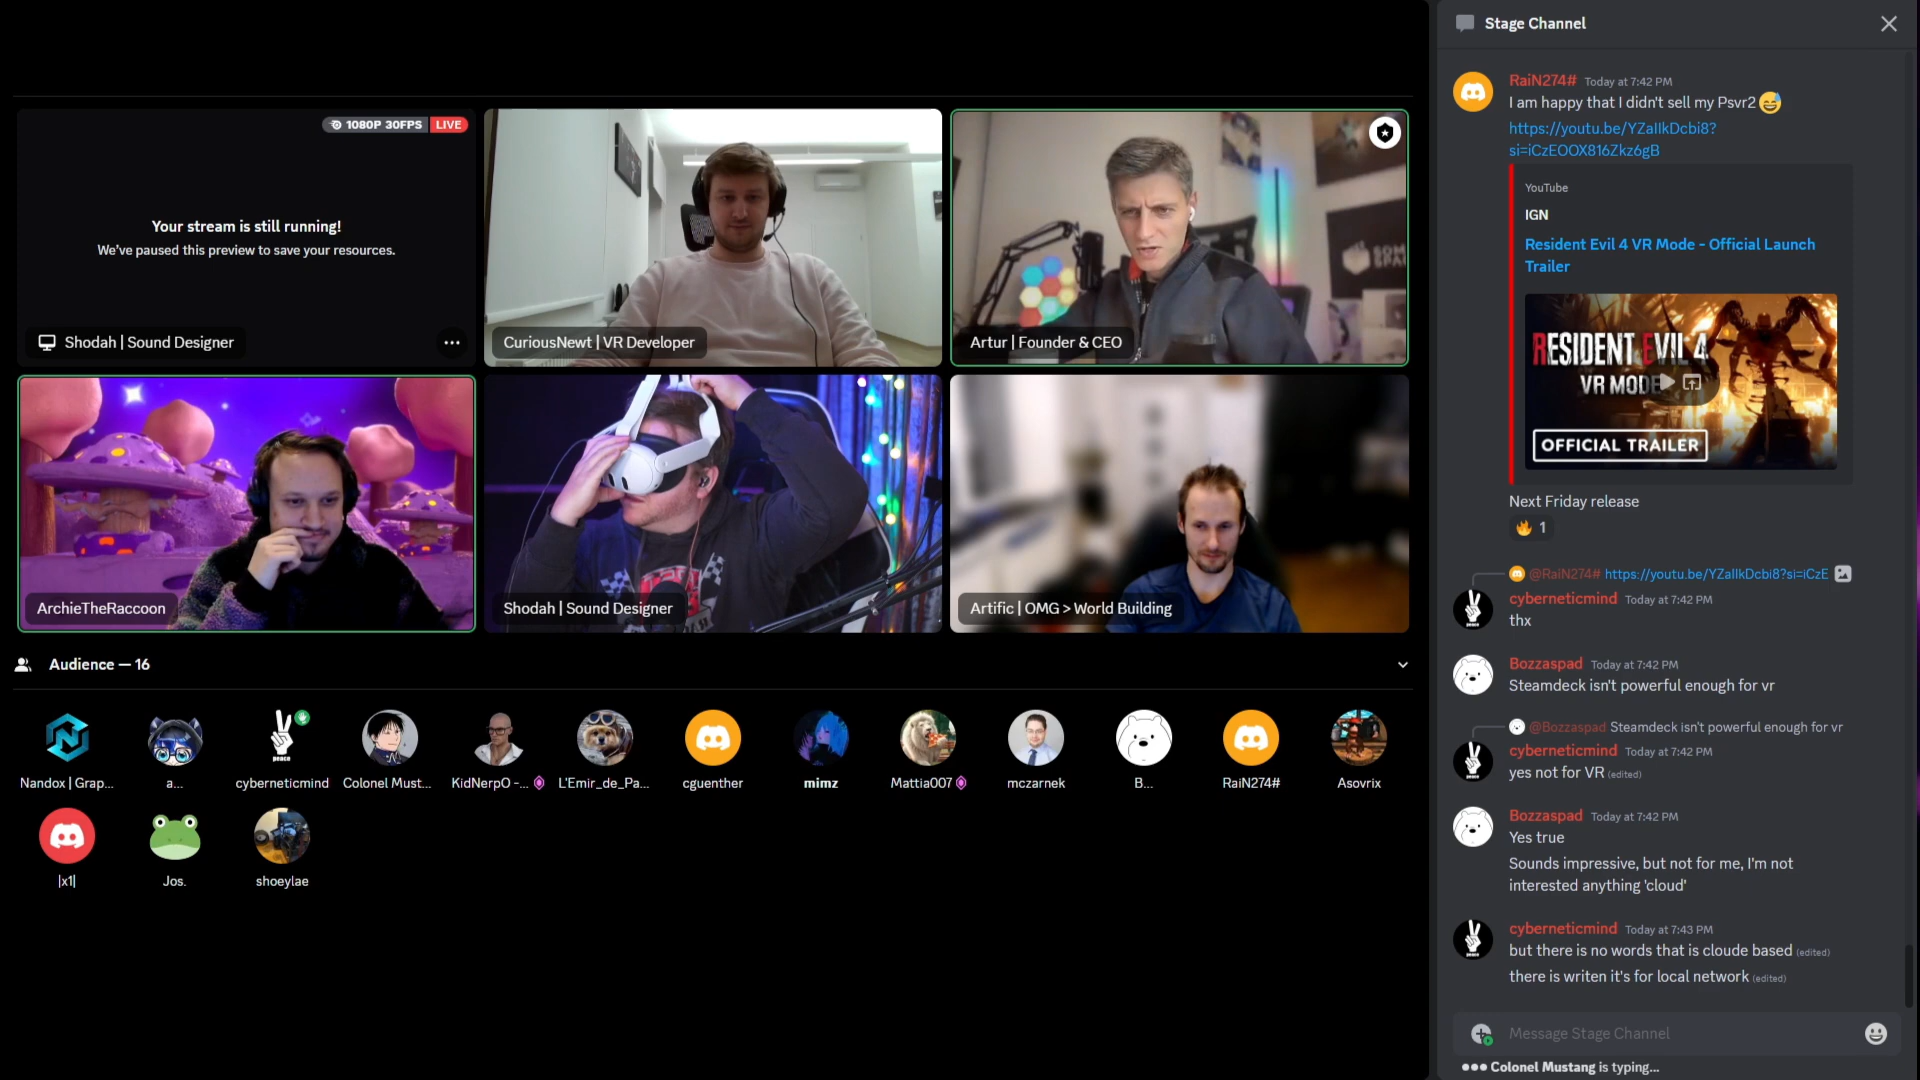 1080P 30FPS LIVE
Your stream is still running!
We've paused this preview to save your resources.
Shodah | Sound Designer
CuriousNewt | VR Developer
Artur | Founder & CEO
ArchieTheRaccoon
Shodah | Sound Designer
Artific | OMG > World Building
Audience — 16
Nandox | Grap...
a...
cyberneticmind
Colonel Must...
KidNerpO -...
L'Emir_de_Pa...
cguenther
mimz
Mattia007
mczarnek
B...
RaiN274#
Asovrix
|x1|
Jos.
shoeylae
Stage Channel
RaiN274# Today at 7:42 PM
I am happy that I didn't sell my Psvr2
https://youtu.be/YZaIIkDcbi8?
si=iCzEOOX816Zkz6gB
YouTube
IGN
Resident Evil 4 VR Mode - Official Launch
Trailer
RESIDENT EVIL 4
VR MODE
OFFICIAL TRAILER
Next Friday release
1
@RaiN274# https://youtu.be/YZaIIkDcbi8?si=iCzE
cyberneticmind Today at 7:42 PM
thx
Bozzaspad Today at 7:42 PM
Steamdeck isn't powerful enough for vr
@Bozzaspad Steamdeck isn't powerful enough for vr
cyberneticmind Today at 7:42 PM
yes not for VR (edited)
Bozzaspad Today at 7:42 PM
Yes true
Sounds impressive, but not for me, I'm not
interested anything 'cloud'
cyberneticmind Today at 7:43 PM
but there is no words that is cloude based (edited)
there is writen it's for local network (edited)
Message Stage Channel
Colonel Mustang is typing...